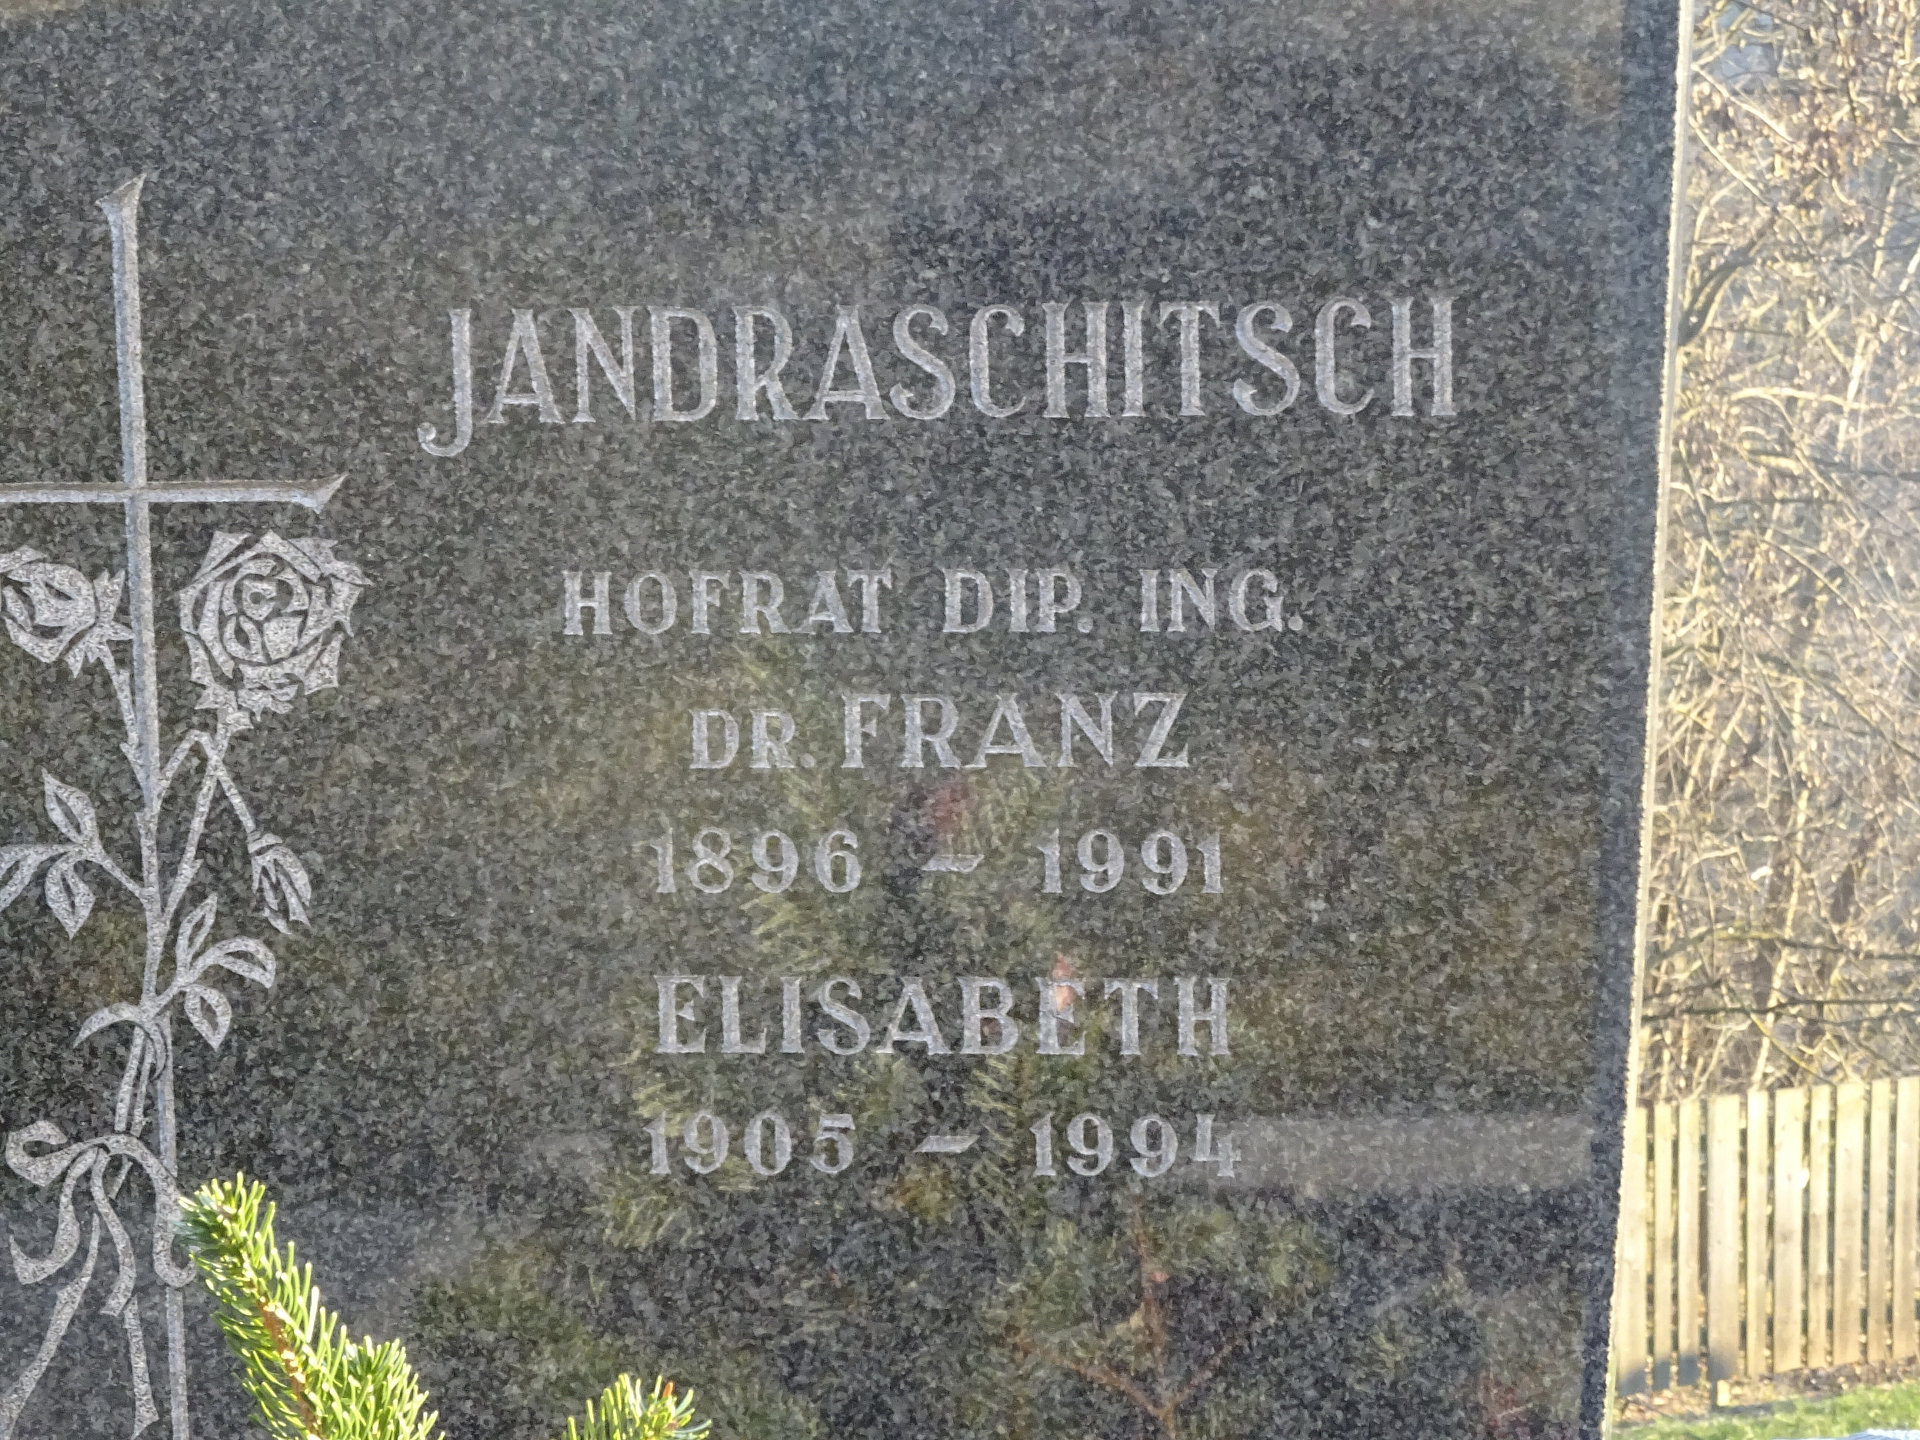 JANDRASCHITSCH
HOFRAT DIP. ING.
DR. FRANZ
1896 – 1991
ELISABETH
1905 – 1994